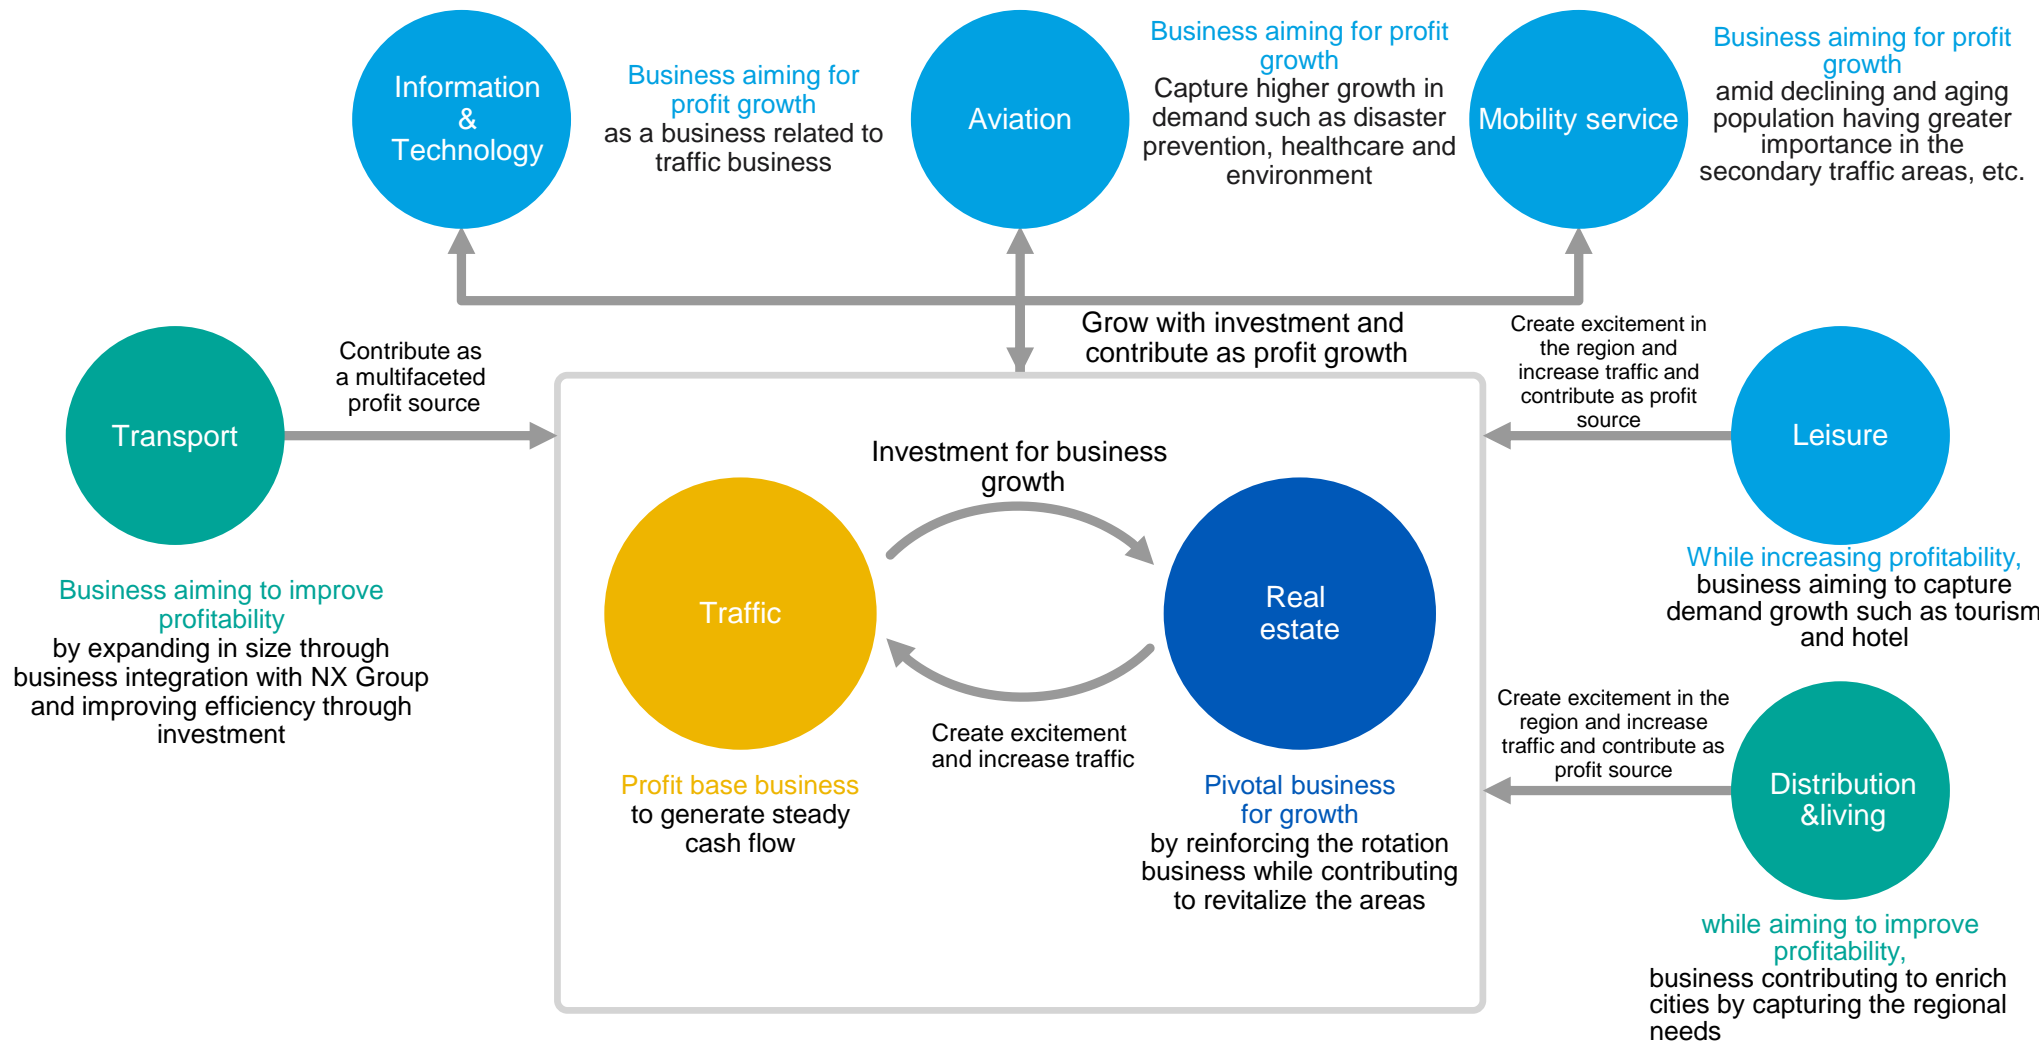 Information
&
Technology
Business aiming for
profit growth
as a business related to
traffic business
Aviation
Business aiming for profit
growth
Capture higher growth in
demand such as disaster
prevention, healthcare and
environment
Mobility service
Business aiming for profit
growth
amid declining and aging
population having greater
importance in the
secondary traffic areas, etc.
Grow with investment and
contribute as profit growth
Transport
Contribute as
a multifaceted
profit source
Business aiming to improve
profitability
by expanding in size through
business integration with NX Group
and improving efficiency through
investment
Investment for business
growth
Traffic
Real
estate
Create excitement
and increase traffic
Profit base business
to generate steady
cash flow
Pivotal business
for growth
by reinforcing the rotation
business while contributing
to revitalize the areas
Create excitement in
the region and
increase traffic and
contribute as profit
source
Leisure
While increasing profitability,
business aiming to capture
demand growth such as tourism
and hotel
Create excitement in the
region and increase
traffic and contribute as
profit source
Distribution
&living
while aiming to improve
profitability,
business contributing to enrich
cities by capturing the regional
needs